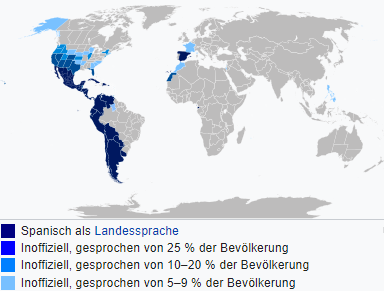 Spanisch als Landessprache
Inoffiziell, gesprochen von 25 % der Bevölkerung
Inoffiziell, gesprochen von 10–20 % der Bevölkerung
Inoffiziell, gesprochen von 5–9 % der Bevölkerung